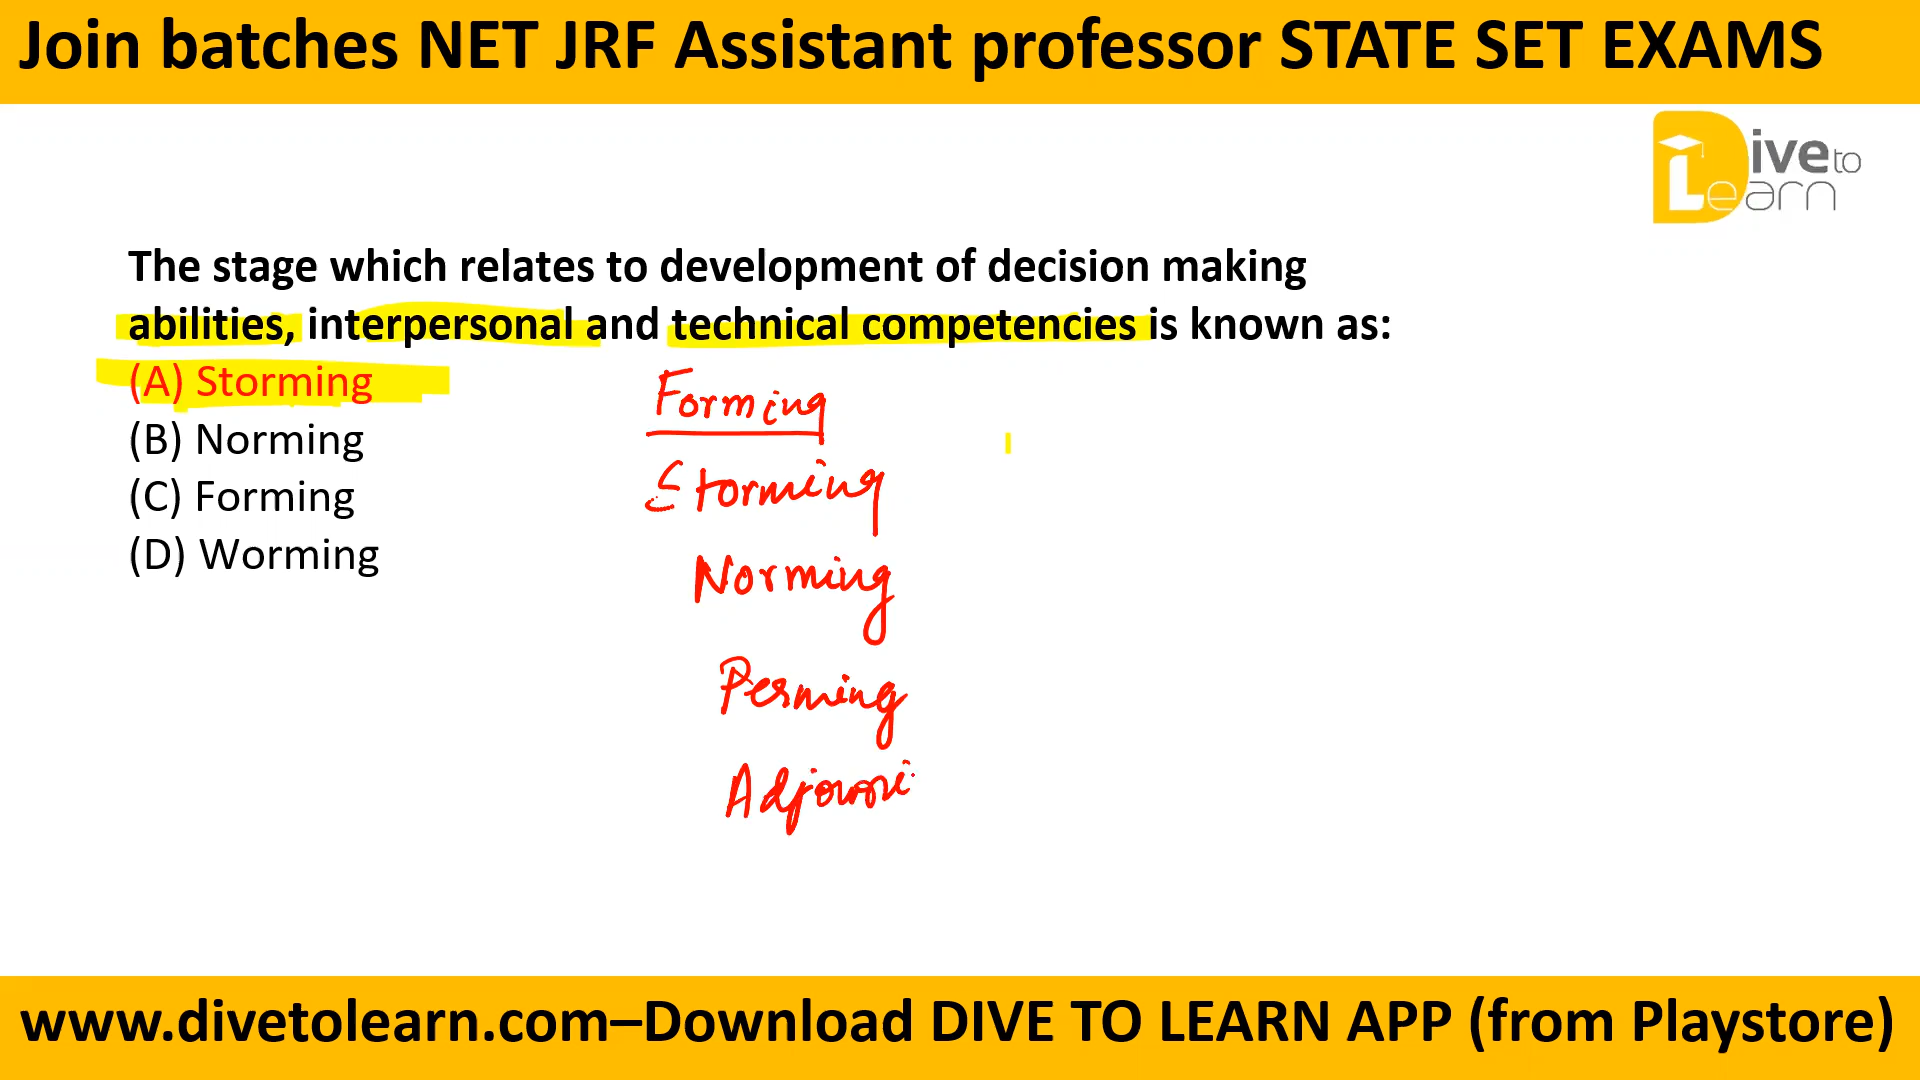 Join batches NET JRF Assistant professor STATE SET EXAMS
Dive to
Learn
The stage which relates to development of decision making
abilities, interpersonal and technical competencies is known as:
(A) Storming
(B) Norming
(C) Forming
(D) Worming
Forming
Storming
Norming
Perming
www.divetolearn.com–Download DIVE TO LEARN APP (from Playstore)